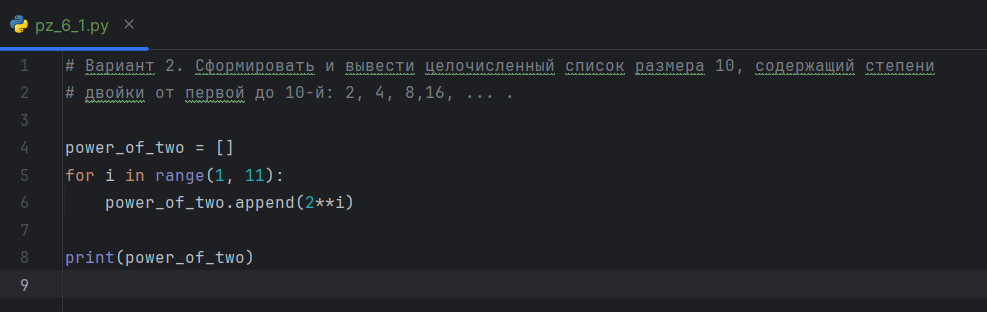 pz_6_1.py
1 # Вариант 2. Сформировать и вывести целочисленный список размера 10, содержащий степени
2 # двойки от первой до 10-й: 2, 4, 8,16, ... .
3
4 power_of_two = []
5 for i in range(1, 11):
6     power_of_two.append(2**i)
7
8 print(power_of_two)
9